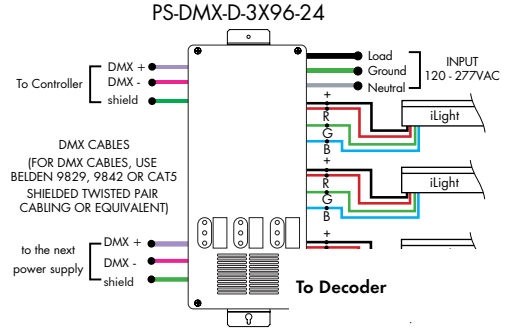 PS-DMX-D-3X96-24
To Controller
DMX +
DMX -
shield
Load
Ground
Neutral
INPUT
120 - 277VAC
+
R
G
B
iLight
DMX CABLES
(FOR DMX CABLES, USE
BELDEN 9829, 9842 OR CAT5
SHIELDED TWISTED PAIR
CABLING OR EQUIVALENT)
+
R
G
B
iLight
to the next
power supply
DMX +
DMX -
shield
+
To Decoder